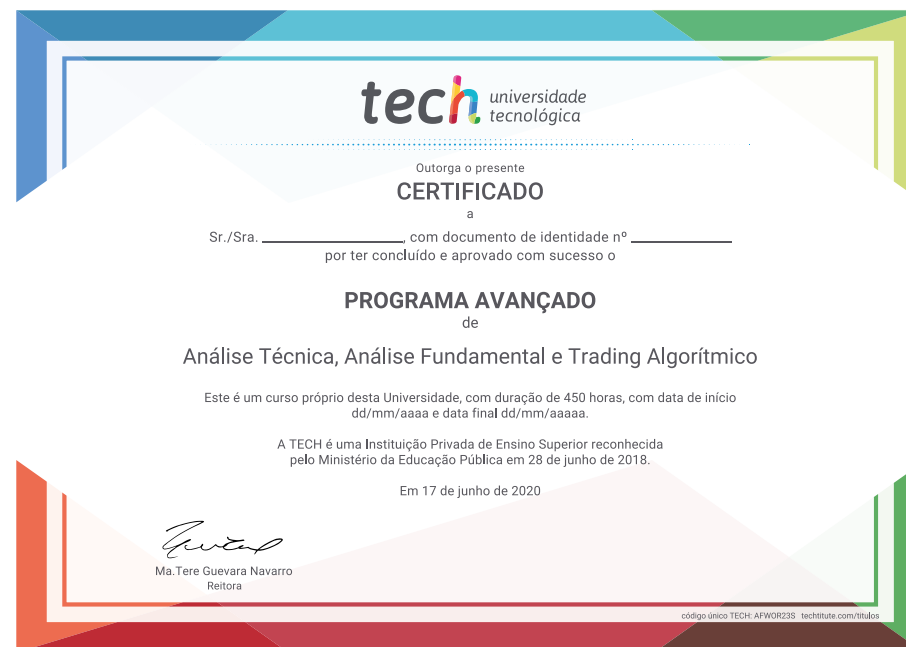 tech universidade
tecnológica
Outorga o presente
CERTIFICADO
a
Sr./Sra. ____________, com documento de identidade nº ____________
por ter concluído e aprovado com sucesso o
PROGRAMA AVANÇADO
de
Análise Técnica, Análise Fundamental e Trading Algorítmico
Este é um curso próprio desta Universidade, com duração de 450 horas, com data de início
dd/mm/aaaa e data final dd/mm/aaaaa.
A TECH é uma Instituição Privada de Ensino Superior reconhecida
pelo Ministério da Educação Pública em 28 de junho de 2018.
Em 17 de junho de 2020
Ma.Tere Guevara Navarro
Reitora
código único TECH: AFWOR23S techtitute.com/titulos